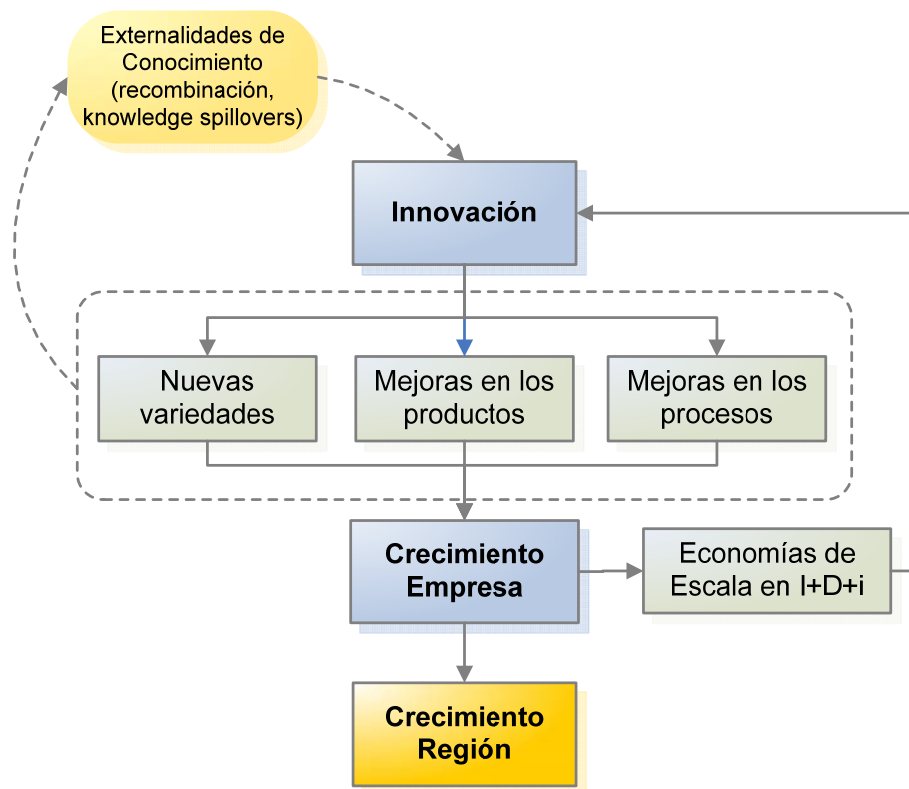 Externalidades de
Conocimiento
(recombinación,
knowledge spillovers)
Innovación
Nuevas
variedades
Mejoras en los
productos
Mejoras en los
procesos
Crecimiento
Empresa
Economías de
Escala en I+D+i
Crecimiento
Región